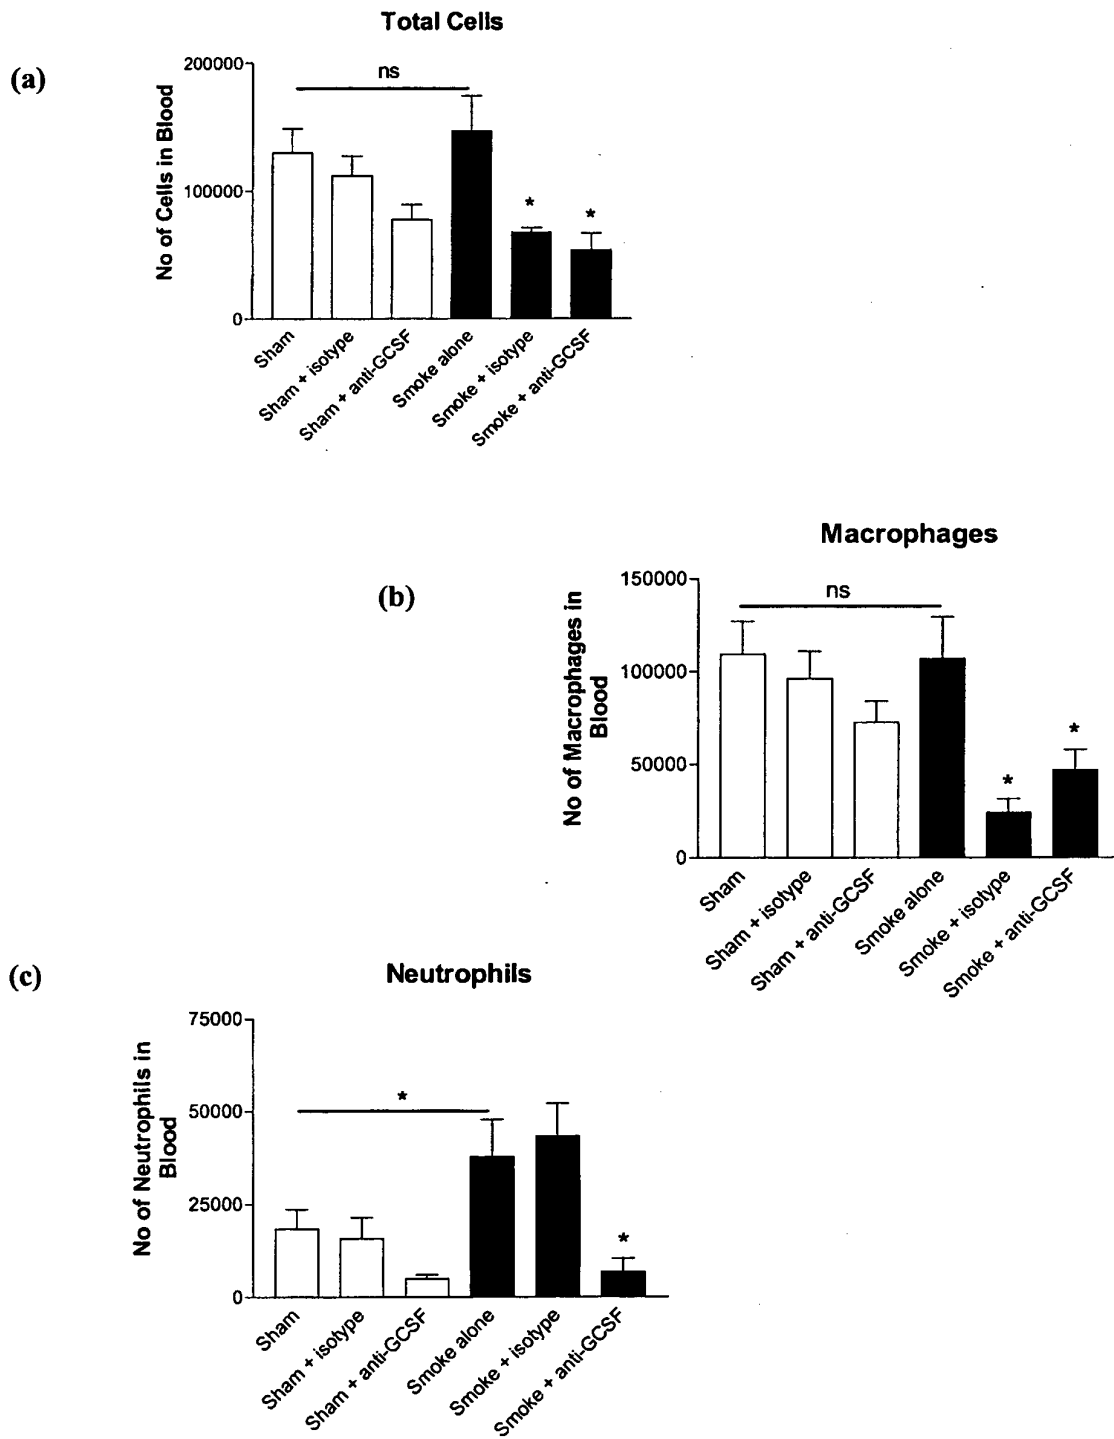 Total Cells
(a)
No of Cells in Blood
200000
100000
0
ns
*
*
Sham
Sham + isotype
Sham + anti-GCSF
Smoke alone
Smoke + isotype
Smoke + anti-GCSF
Macrophages
(b)
No of Macrophages in
Blood
150000
100000
50000
0
ns
*
*
Sham
Sham + isotype
Sham + anti-GCSF
Smoke alone
Smoke + isotype
Smoke + anti-GCSF
(c)
Neutrophils
No of Neutrophils in
Blood
75000
50000
25000
0
*
*
Sham
Sham + isotype
Sham + anti-GCSF
Smoke alone
Smoke + isotype
Smoke + anti-GCSF